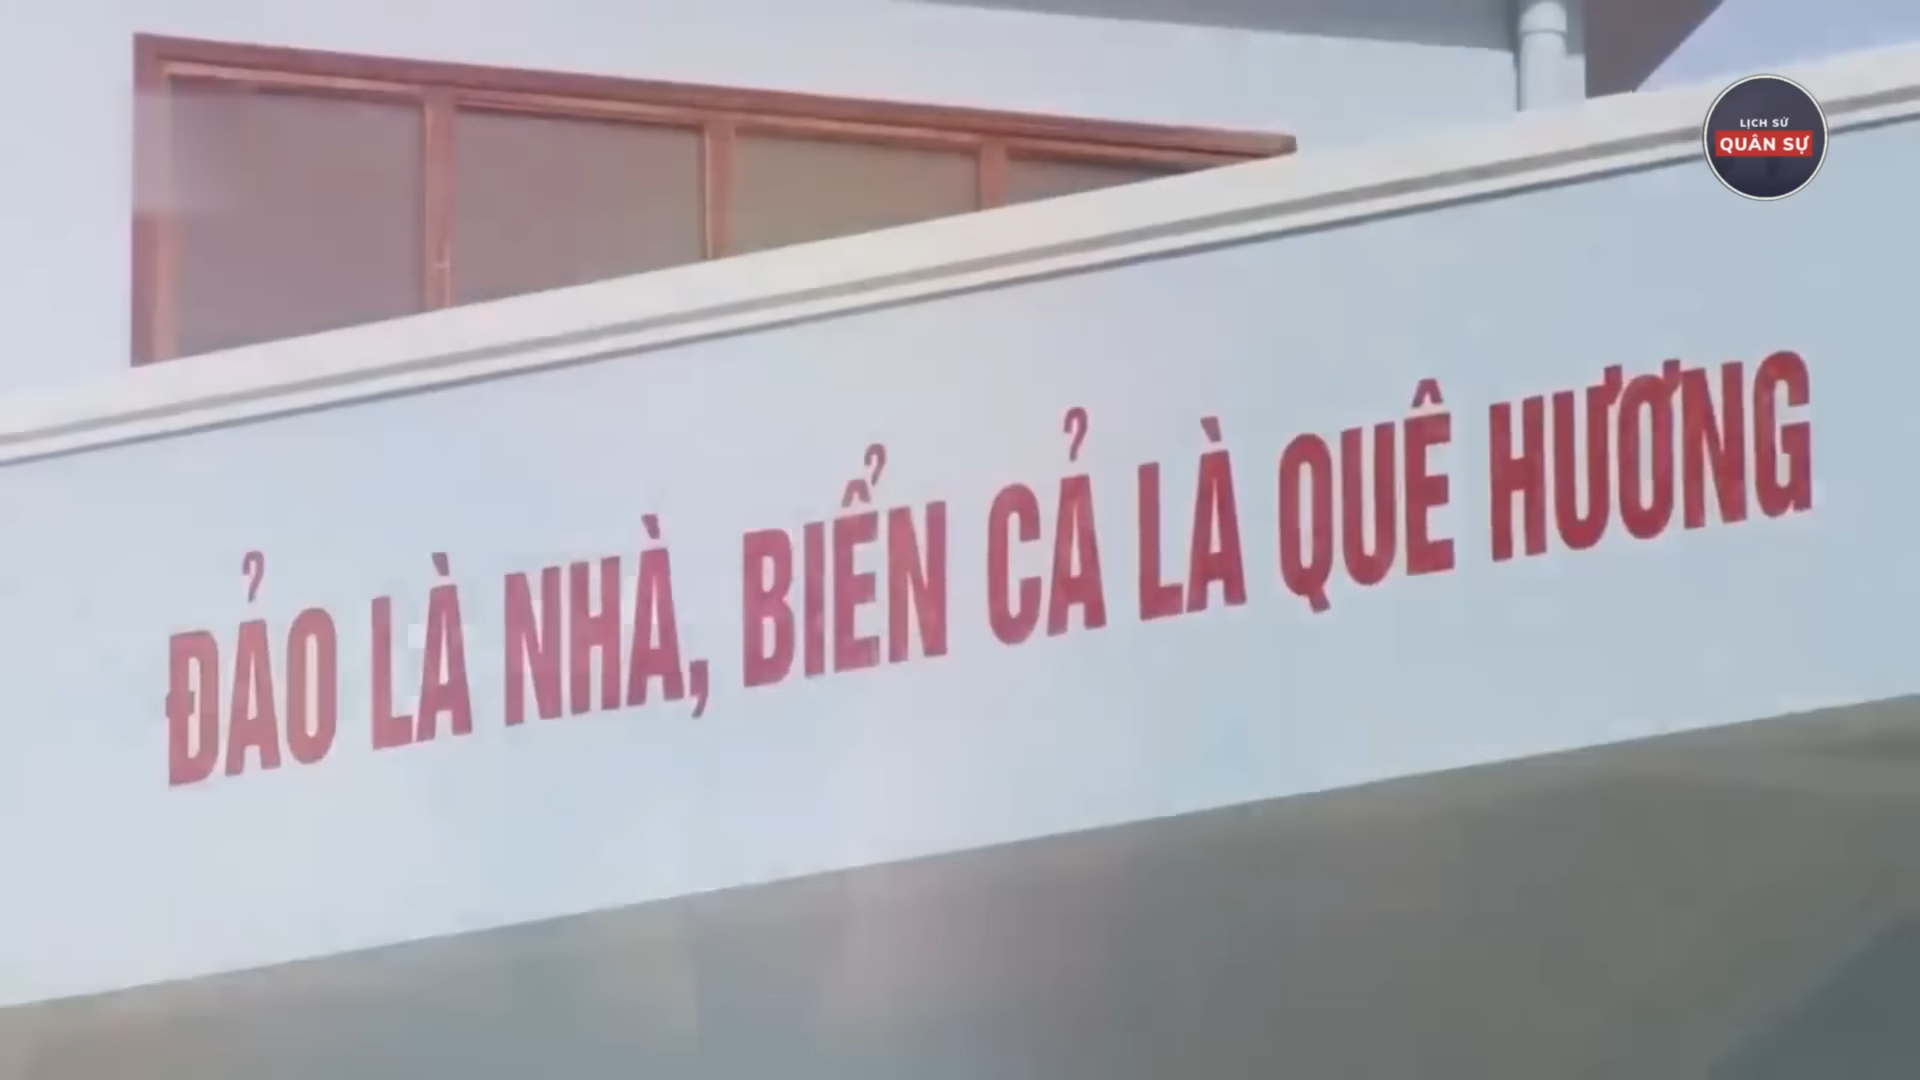 LỊCH SỬ
QUÂN SỰ
ĐẢO LÀ NHÀ, BIỂN CẢ LÀ QUÊ HƯƠNG